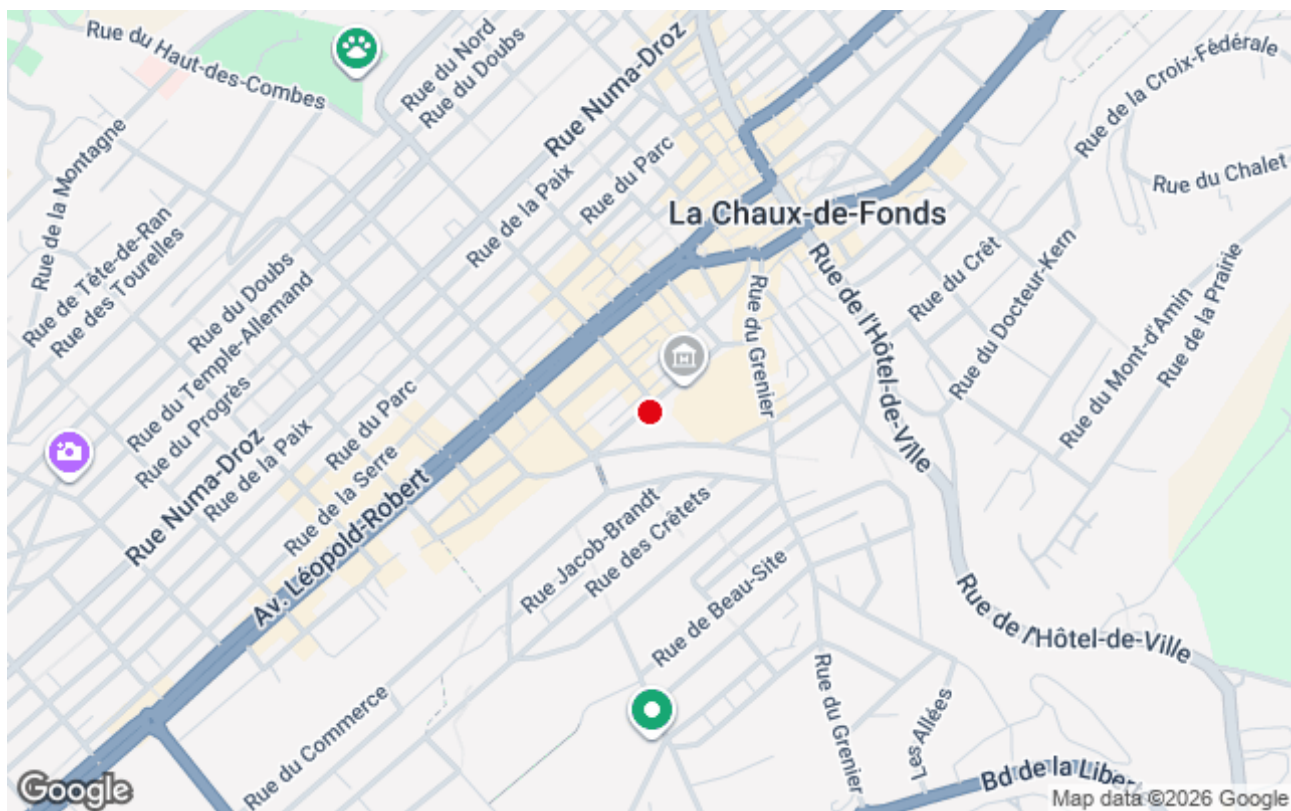 Rue du Haut-des-Combes
Rue du Nord
Rue du Doubs
Rue Numa-Droz
Rue de la Croix-Fédérale
Rue du Chalet
Rue de la Montagne
Rue du Parc
Rue de la Paix
La Chaux-de-Fonds
Rue de Tête-de-Ran
Rue des Tourelles
Rue du Doubs
Rue du Temple-Allemand
Rue du Progrès
Rue Numa-Droz
Rue de la Paix
Rue du Parc
Rue de la Serre
Av. Léopold-Robert
Rue du Grenier
Rue de l'Hôtel-de-Ville
Rue du Crêt
Rue du Docteur-Kern
Rue du Mont-d'Amin
Rue de la Prairie
Rue Jacob-Brandt
Rue des Crêtets
Rue de Beau-Site
Rue de l'Hôtel-de-Ville
Rue du Commerce
Rue du Grenier
Les Allées
Bd de la Liber
Google
Map data ©2026 Google